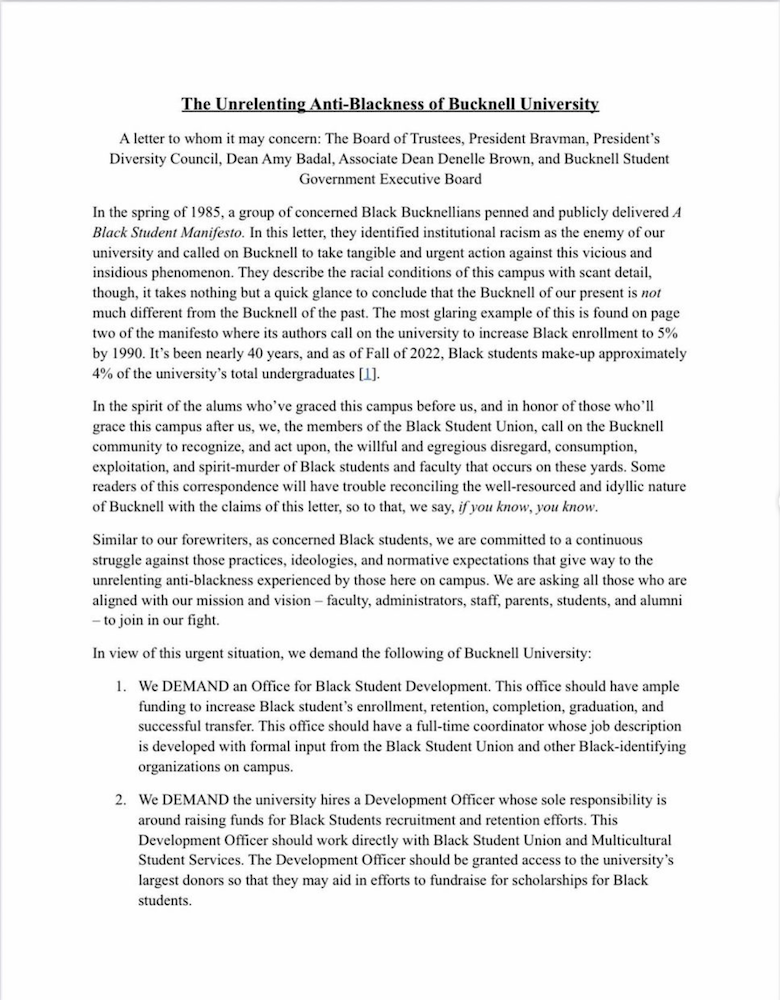 The Unrelenting Anti-Blackness of Bucknell University
A letter to whom it may concern: The Board of Trustees, President Bravman, President’s
Diversity Council, Dean Amy Badal, Associate Dean Denelle Brown, and Bucknell Student
Government Executive Board
In the spring of 1985, a group of concerned Black Bucknellians penned and publicly delivered A
Black Student Manifesto. In this letter, they identified institutional racism as the enemy of our
university and called on Bucknell to take tangible and urgent action against this vicious and
insidious phenomenon. They describe the racial conditions of this campus with scant detail,
though, it takes nothing but a quick glance to conclude that the Bucknell of our present is not
much different from the Bucknell of the past. The most glaring example of this is found on page
two of the manifesto where its authors call on the university to increase Black enrollment to 5%
by 1990. It’s been nearly 40 years, and as of Fall of 2022, Black students make-up approximately
4% of the university’s total undergraduates [1].
In the spirit of the alums who’ve graced this campus before us, and in honor of those who’ll
grace this campus after us, we, the members of the Black Student Union, call on the Bucknell
community to recognize, and act upon, the willful and egregious disregard, consumption,
exploitation, and spirit-murder of Black students and faculty that occurs on these yards. Some
readers of this correspondence will have trouble reconciling the well-resourced and idyllic nature
of Bucknell with the claims of this letter, so to that, we say, if you know, you know.
Similar to our forewriters, as concerned Black students, we are committed to a continuous
struggle against those practices, ideologies, and normative expectations that give way to the
unrelenting anti-blackness experienced by those here on campus. We are asking all those who are
aligned with our mission and vision – faculty, administrators, staff, parents, students, and alumni
– to join in our fight.
In view of this urgent situation, we demand the following of Bucknell University:
1. We DEMAND an Office for Black Student Development. This office should have ample
funding to increase Black student’s enrollment, retention, completion, graduation, and
successful transfer. This office should have a full-time coordinator whose job description
is developed with formal input from the Black Student Union and other Black-identifying
organizations on campus.
2. We DEMAND the university hires a Development Officer whose sole responsibility is
around raising funds for Black Students recruitment and retention efforts. This
Development Officer should work directly with Black Student Union and Multicultural
Student Services. The Development Officer should be granted access to the university’s
largest donors so that they may aid in efforts to fundraise for scholarships for Black
students.